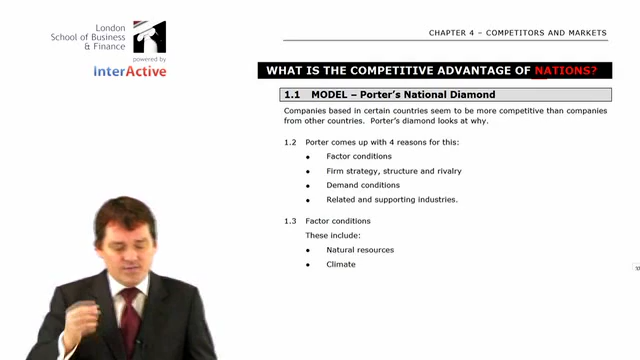 London
School of Business
& Finance
powered by
InterActive
CHAPTER 4 – COMPETITORS AND MARKETS
WHAT IS THE COMPETITIVE ADVANTAGE OF NATIONS?
1.1 MODEL – Porter's National Diamond
Companies based in certain countries seem to be more competitive than companies
from other countries. Porter's diamond looks at why.
1.2 Porter comes up with 4 reasons for this:
• Factor conditions
• Firm strategy, structure and rivalry
• Demand conditions
• Related and supporting industries.
1.3 Factor conditions
These include:
• Natural resources
• Climate